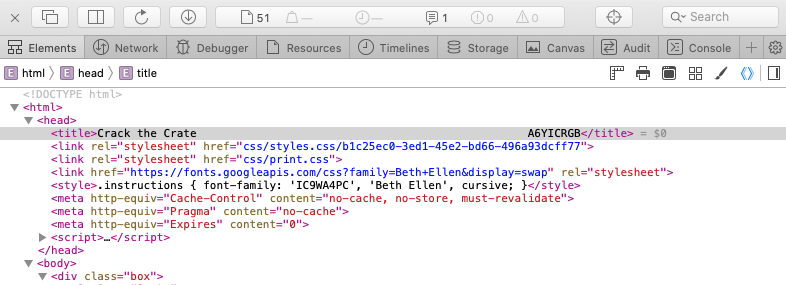 51 — — 1 Search
Elements Network Debugger Resources Timelines Storage Canvas Audit Console
E html E head E title
<!DOCTYPE html>
<html>
<head>
<title>Crack the Crate                                                   A6YICRGB</title> = $0
<link rel="stylesheet" href="css/styles.css/b1c25ec0-3ed1-45e2-bd66-496a93dcff77">
<link rel="stylesheet" href="css/print.css">
<link href="https://fonts.googleapis.com/css?family=Beth+Ellen&display=swap" rel="stylesheet">
<style>.instructions { font-family: 'IC9WA4PC', 'Beth Ellen', cursive; }</style>
<meta http-equiv="Cache-Control" content="no-cache, no-store, must-revalidate">
<meta http-equiv="Pragma" content="no-cache">
<meta http-equiv="Expires" content="0">
<script>…</script>
</head>
<body>
<div class="box">